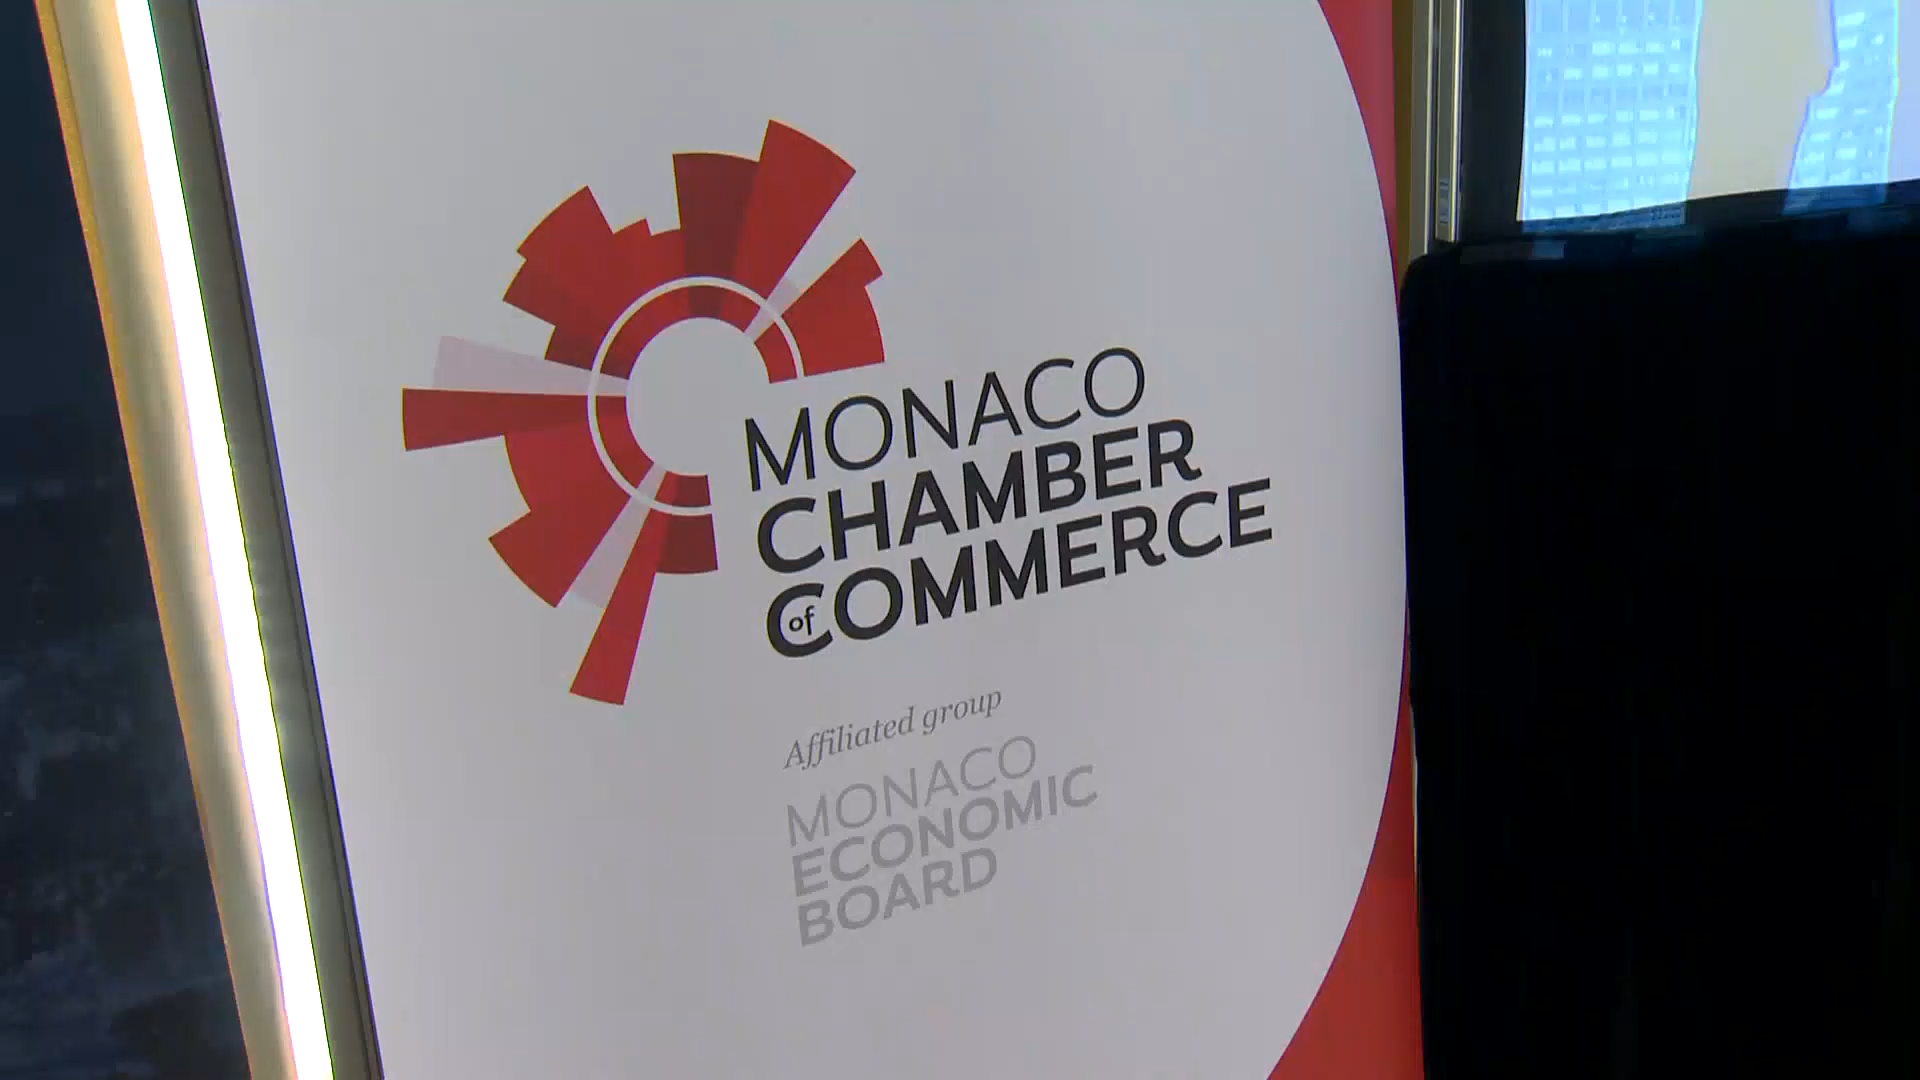 MONACO
CHAMBER
of COMMERCE
Affiliated group
MONACO
ECONOMIC
BOARD